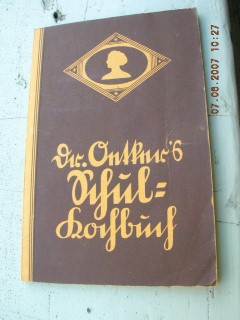 Dr. Oetker's
Schul=
Kochbuch
07.08.2007 10:27